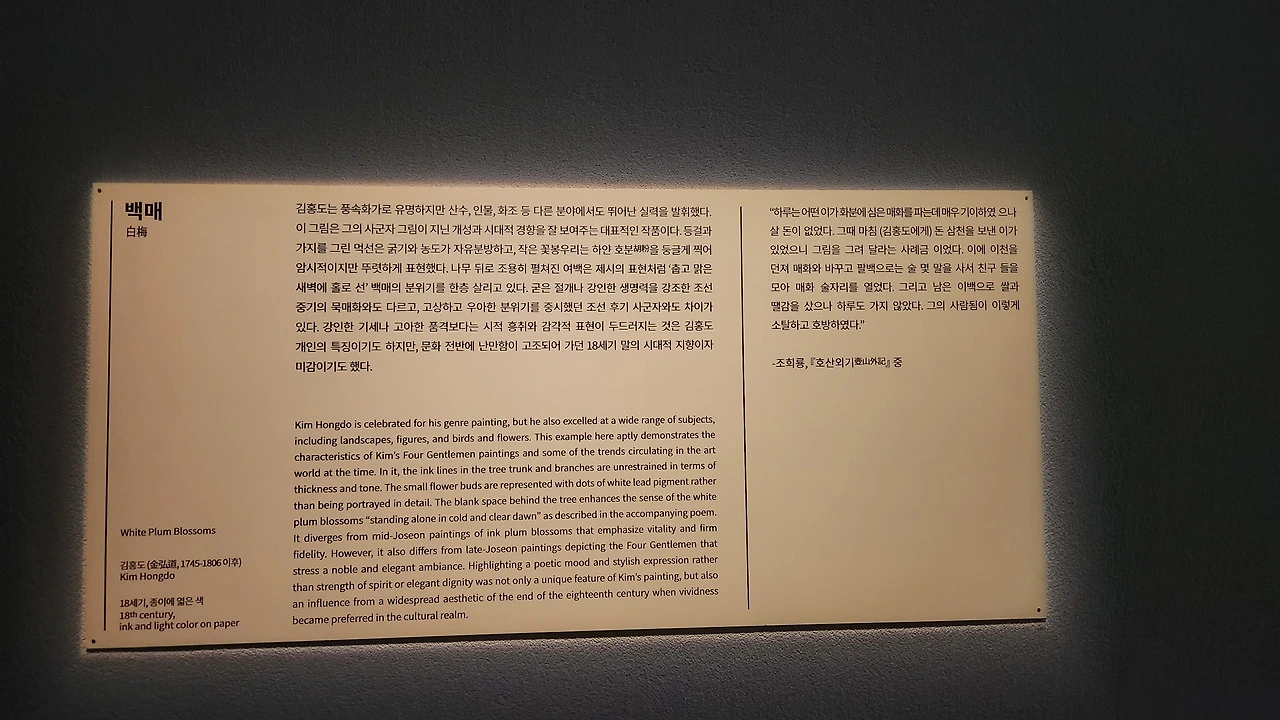 백매
白梅
White Plum Blossoms
김홍도 (金弘道, 1745-1806 이후)
Kim Hongdo
18세기, 종이에 엷은 색
18th century,
ink and light color on paper
김홍도는 풍속화가로 유명하지만 산수, 인물, 화조 등 다른 분야에서도 뛰어난 실력을 발휘했다.
이 그림은 그의 사군자 그림이 지닌 개성과 시대적 경향을 잘 보여주는 대표적인 작품이다. 등걸과
가지를 그린 먹선은 굵기와 농도가 자유분방하고, 작은 꽃봉우리는 하얀 호분胡粉을 둥글게 찍어
암시적이지만 뚜렷하게 표현했다. 나무 뒤로 조용히 펼쳐진 여백은 제시의 표현처럼 ‘춥고 맑은
새벽에 홀로 선’ 백매의 분위기를 한층 살리고 있다. 굳은 절개나 강인한 생명력을 강조한 조선
중기의 묵매화와도 다르고, 고상하고 우아한 분위기를 중시했던 조선 후기 사군자와도 차이가
있다. 강인한 기세나 고아한 품격보다는 시적 흥취와 감각적 표현이 두드러지는 것은 김홍도
개인의 특징이기도 하지만, 문화 전반에 난만함이 고조되어 가던 18세기 말의 시대적 지향이자
미감이기도 했다.
Kim Hongdo is celebrated for his genre painting, but he also excelled at a wide range of subjects,
including landscapes, figures, and birds and flowers. This example here aptly demonstrates the
characteristics of Kim’s Four Gentlemen paintings and some of the trends circulating in the art
world at the time. In it, the ink lines in the tree trunk and branches are unrestrained in terms of
thickness and tone. The small flower buds are represented with dots of white lead pigment rather
than being portrayed in detail. The blank space behind the tree enhances the sense of the white
plum blossoms “standing alone in cold and clear dawn” as described in the accompanying poem.
It diverges from mid-Joseon paintings of ink plum blossoms that emphasize vitality and firm
fidelity. However, it also differs from late-Joseon paintings depicting the Four Gentlemen that
stress a noble and elegant ambiance. Highlighting a poetic mood and stylish expression rather
than strength of spirit or elegant dignity was not only a unique feature of Kim’s painting, but also
an influence from a widespread aesthetic of the end of the eighteenth century when vividness
became preferred in the cultural realm.
“하루는 어떤 이가 화분에 심은 매화를 파는데 매우 기이하였 으나
살 돈이 없었다. 그때 마침 (김홍도에게) 돈 삼천을 보낸 이가
있었으니 그림을 그려 달라는 사례금 이었다. 이에 이천을
던져 매화와 바꾸고 팔백으로는 술 몇 말을 사서 친구 들을
모아 매화 술자리를 열었다. 그리고 남은 이백으로 쌀과
땔감을 샀으나 하루도 가지 않았다. 그의 사람됨이 이렇게
소탈하고 호방하였다.”
-조희룡, 『호산외기壺山外記』 중